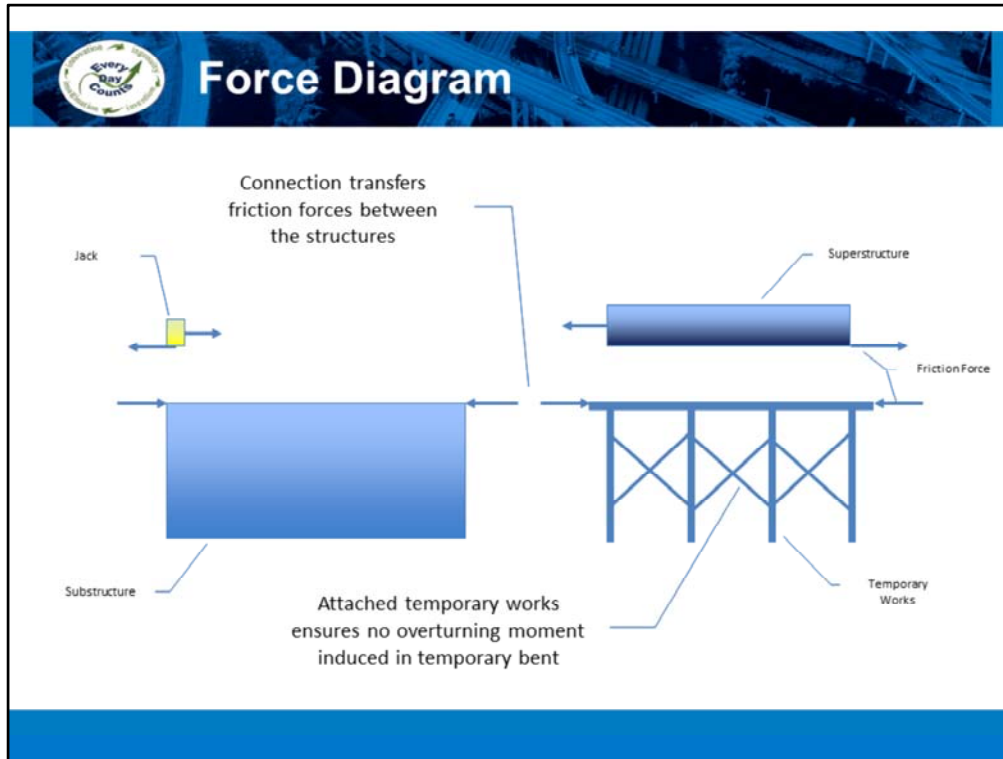 Every
Day
Counts
Force Diagram
Connection transfers
friction forces between
the structures
Jack
Superstructure
Friction Force
Substructure
Temporary
Works
Attached temporary works
ensures no overturning moment
induced in temporary bent